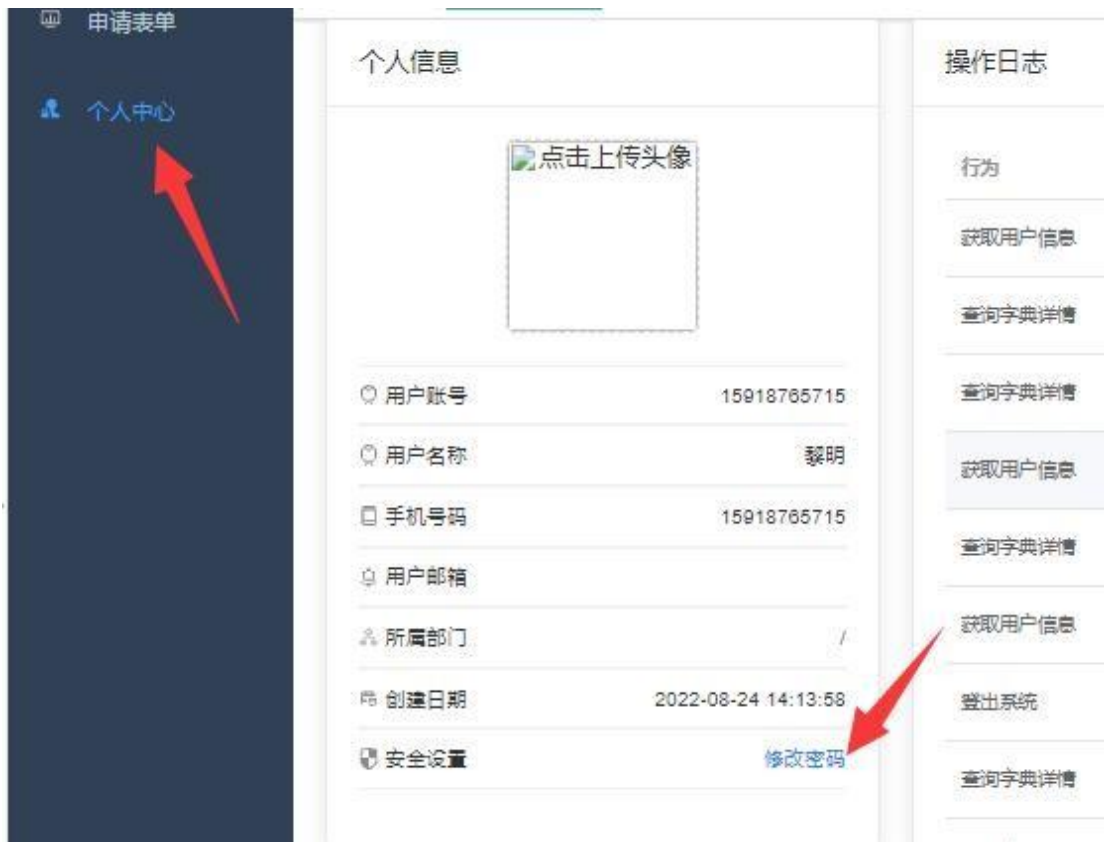 申请表单
个人中心
个人信息
点击上传头像
用户账号 15918765715
用户名称 黎明
手机号码 15918765715
用户邮箱
所属部门 /
创建日期 2022-08-24 14:13:58
安全设置 修改密码
操作日志
行为
获取用户信息
查询字典详情
查询字典详情
获取用户信息
查询字典详情
获取用户信息
登出系统
查询字典详情